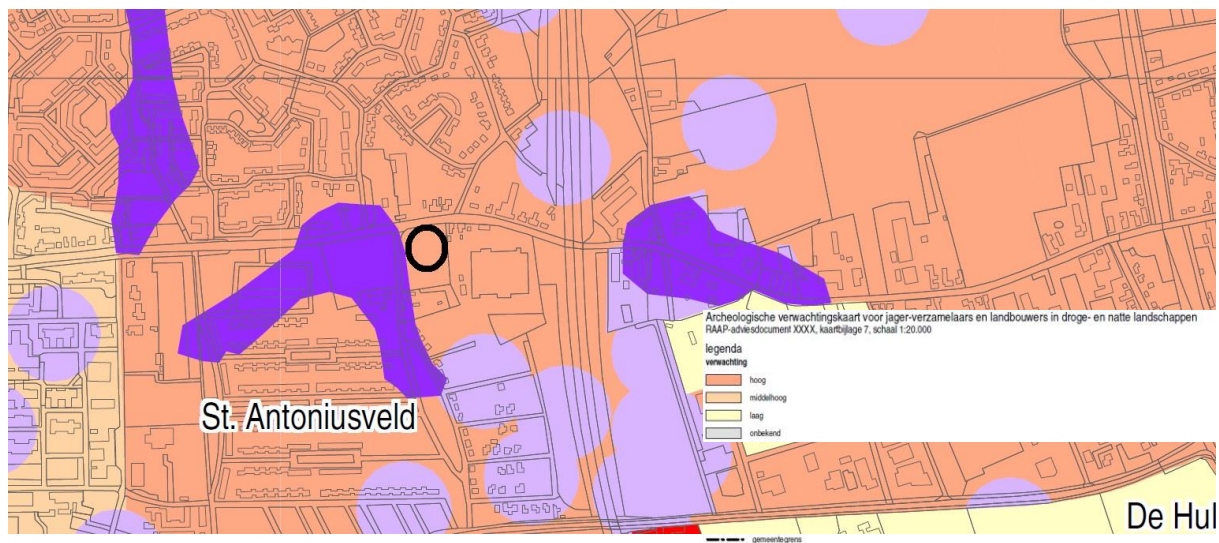 Archeologische verwachtingskaart voor jager-verzamelaars en landbouwers in droge- en natte landschappen
RAAP-adviesdocument XXXX, kaartbijlage 7, schaal 1:20.000
legenda
verwachting
hoog
middelhoog
laag
onbekend
St. Antoniusveld
De Hul
gemeentegrens